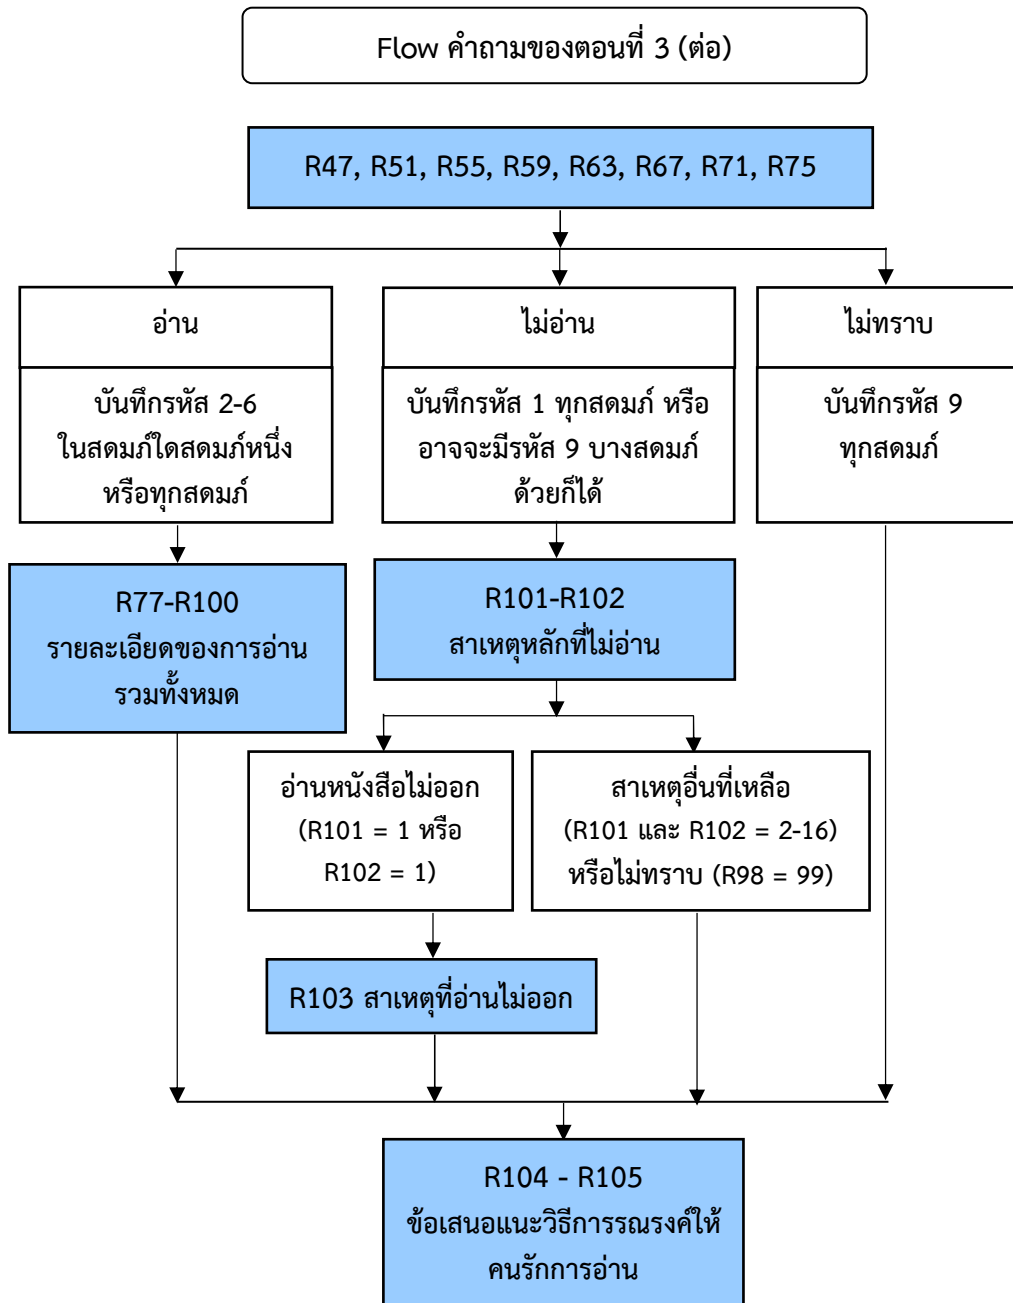 Flow คำถามของตอนที่ 3 (ต่อ)
R47, R51, R55, R59, R63, R67, R71, R75
อ่าน
บันทึกรหัส 2-6
ในสดมภ์ใดสดมภ์หนึ่ง
หรือทุกสดมภ์
ไม่อ่าน
บันทึกรหัส 1 ทุกสดมภ์ หรือ
อาจจะมีรหัส 9 บางสดมภ์
ด้วยก็ได้
ไม่ทราบ
บันทึกรหัส 9
ทุกสดมภ์
R77-R100
รายละเอียดของการอ่าน
รวมทั้งหมด
R101-R102
สาเหตุหลักที่ไม่อ่าน
อ่านหนังสือไม่ออก
(R101 = 1 หรือ
R102 = 1)
สาเหตุอื่นที่เหลือ
(R101 และ R102 = 2-16)
หรือไม่ทราบ (R98 = 99)
R103 สาเหตุที่อ่านไม่ออก
R104 - R105
ข้อเสนอแนะวิธีการรณรงค์ให้
คนรักการอ่าน